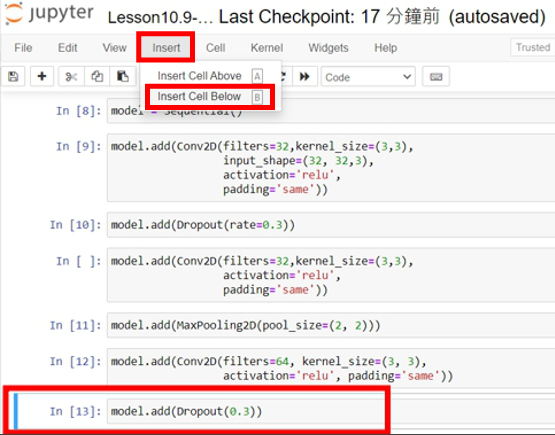 jupyter Lesson10.9-... Last Checkpoint: 17 分鐘前 (autosaved)
File Edit View Insert Cell Kernel Widgets Help Trusted
Code
Insert Cell Above A
Insert Cell Below B
In [8]: model = Sequential()
In [9]: model.add(Conv2D(filters=32,kernel_size=(3,3),
input_shape=(32, 32,3),
activation='relu',
padding='same'))
In [10]: model.add(Dropout(rate=0.3))
In [ ]: model.add(Conv2D(filters=32,kernel_size=(3,3),
activation='relu',
padding='same'))
In [11]: model.add(MaxPooling2D(pool_size=(2, 2)))
In [12]: model.add(Conv2D(filters=64, kernel_size=(3, 3),
activation='relu', padding='same'))
In [13]: model.add(Dropout(0.3))